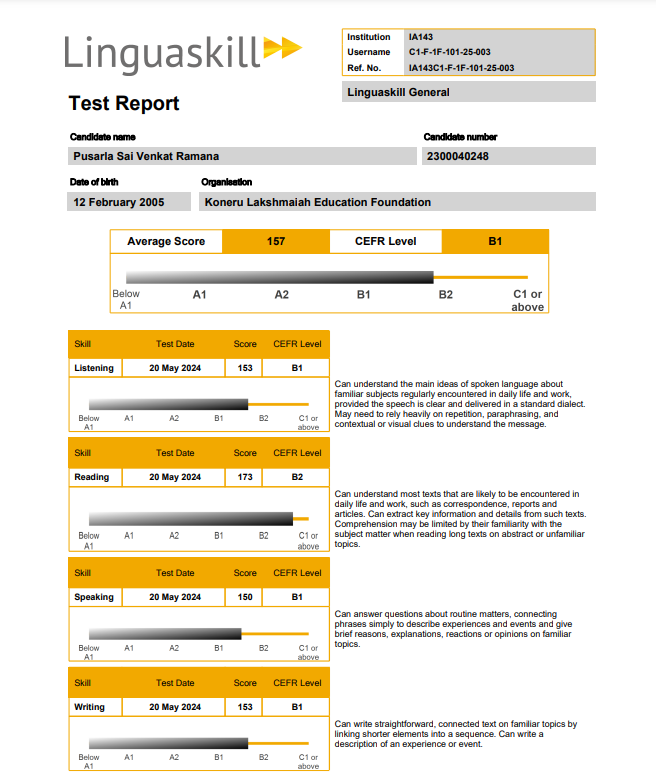 Linguaskill
Institution IA143
Username C1-F-1F-101-25-003
Ref. No. IA143C1-F-1F-101-25-003
Linguaskill General
Test Report
Candidate name Candidate number
Pusarla Sai Venkat Ramana 2300040248
Date of birth Organisation
12 February 2005 Koneru Lakshmaiah Education Foundation
Average Score 157 CEFR Level B1
Below A1 A1 A2 B1 B2 C1 or above
Skill Test Date Score CEFR Level
Listening 20 May 2024 153 B1
Below A1 A1 A2 B1 B2 C1 or above
Can understand the main ideas of spoken language about
familiar subjects regularly encountered in daily life and work,
provided the speech is clear and delivered in a standard dialect.
May need to rely heavily on repetition, paraphrasing, and
contextual or visual clues to understand the message.
Skill Test Date Score CEFR Level
Reading 20 May 2024 173 B2
Below A1 A1 A2 B1 B2 C1 or above
Can understand most texts that are likely to be encountered in
daily life and work, such as correspondence, reports and
articles. Can extract key information and details from such texts.
Comprehension may be limited by their familiarity with the
subject matter when reading long texts on abstract or unfamiliar
topics.
Skill Test Date Score CEFR Level
Speaking 20 May 2024 150 B1
Below A1 A1 A2 B1 B2 C1 or above
Can answer questions about routine matters, connecting
phrases simply to describe experiences and events and give
brief reasons, explanations, reactions or opinions on familiar
topics.
Skill Test Date Score CEFR Level
Writing 20 May 2024 153 B1
Below A1 A1 A2 B1 B2 C1 or above
Can write straightforward, connected text on familiar topics by
linking shorter elements into a sequence. Can write a
description of an experience or event.